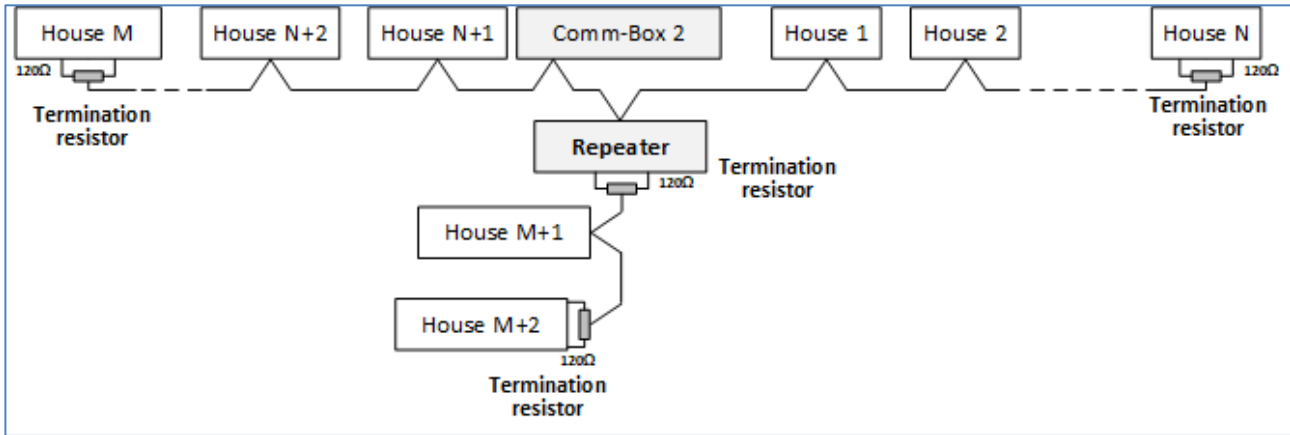 House M
House N+2
House N+1
Comm-Box 2
House 1
House 2
House N
120Ω
120Ω
Termination
resistor
Termination
resistor
Repeater
120Ω
Termination
resistor
House M+1
House M+2
120Ω
Termination
resistor